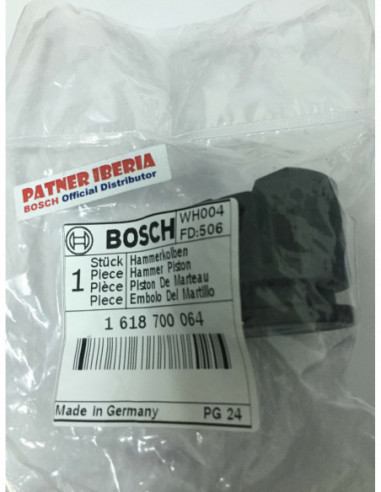 PATNER IBERIA
BOSCH Official Distributor
BOSCH
WH004
FD:506
1
Stück Hammerkolben
Piece Hammer Piston
Pièce Piston De Marteau
Piece Embolo Del Martillo
1 618 700 064
Made in Germany PG 24